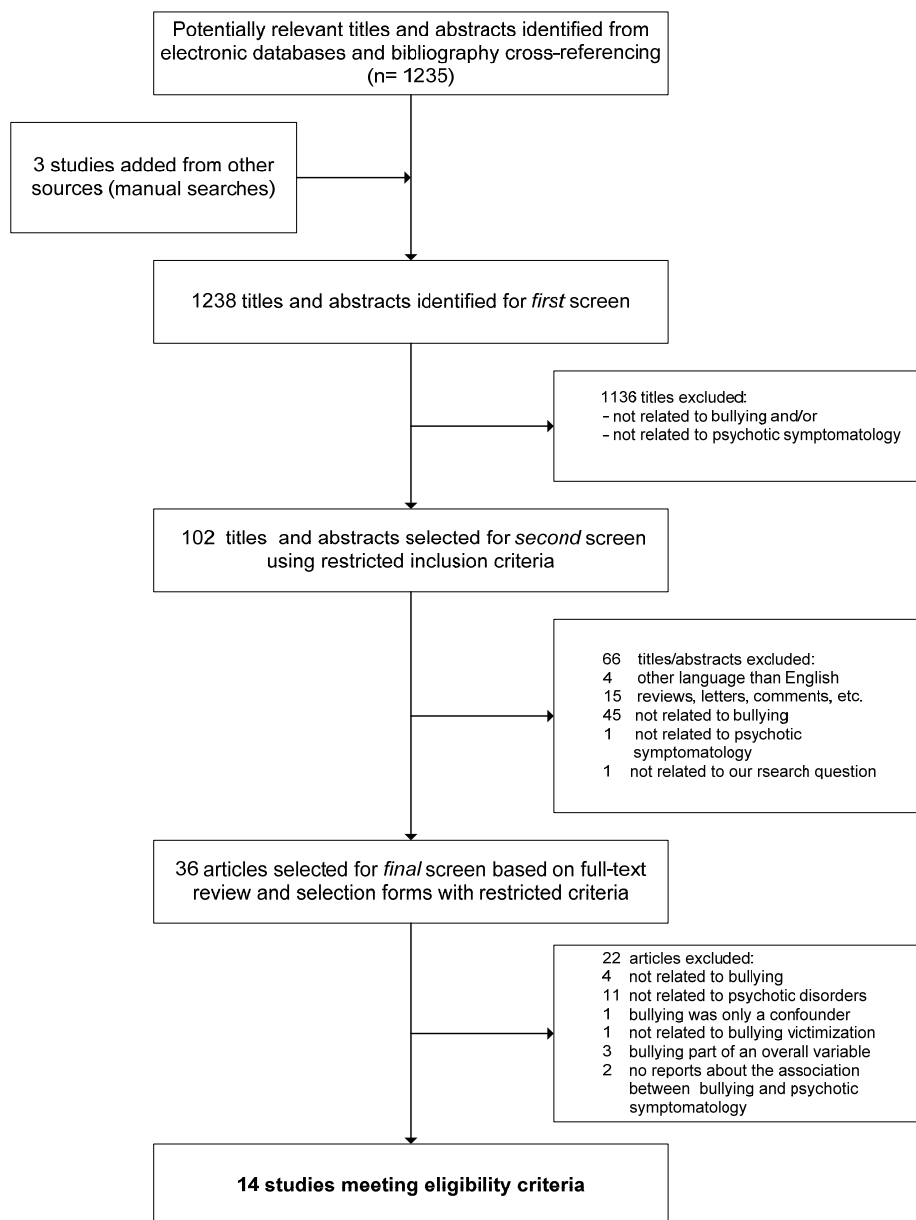 Potentially relevant titles and abstracts identified from
electronic databases and bibliography cross-referencing
(n= 1235)
3 studies added from other
sources (manual searches)
1238 titles and abstracts identified for first screen
1136 titles excluded:
– not related to bullying and/or
– not related to psychotic symptomatology
102 titles and abstracts selected for second screen
using restricted inclusion criteria
66 titles/abstracts excluded:
4 other language than English
15 reviews, letters, comments, etc.
45 not related to bullying
1 not related to psychotic
symptomatology
1 not related to our rsearch question
36 articles selected for final screen based on full-text
review and selection forms with restricted criteria
22 articles excluded:
4 not related to bullying
11 not related to psychotic disorders
1 bullying was only a confounder
1 not related to bullying victimization
3 bullying part of an overall variable
2 no reports about the association
between bullying and psychotic
symptomatology
14 studies meeting eligibility criteria